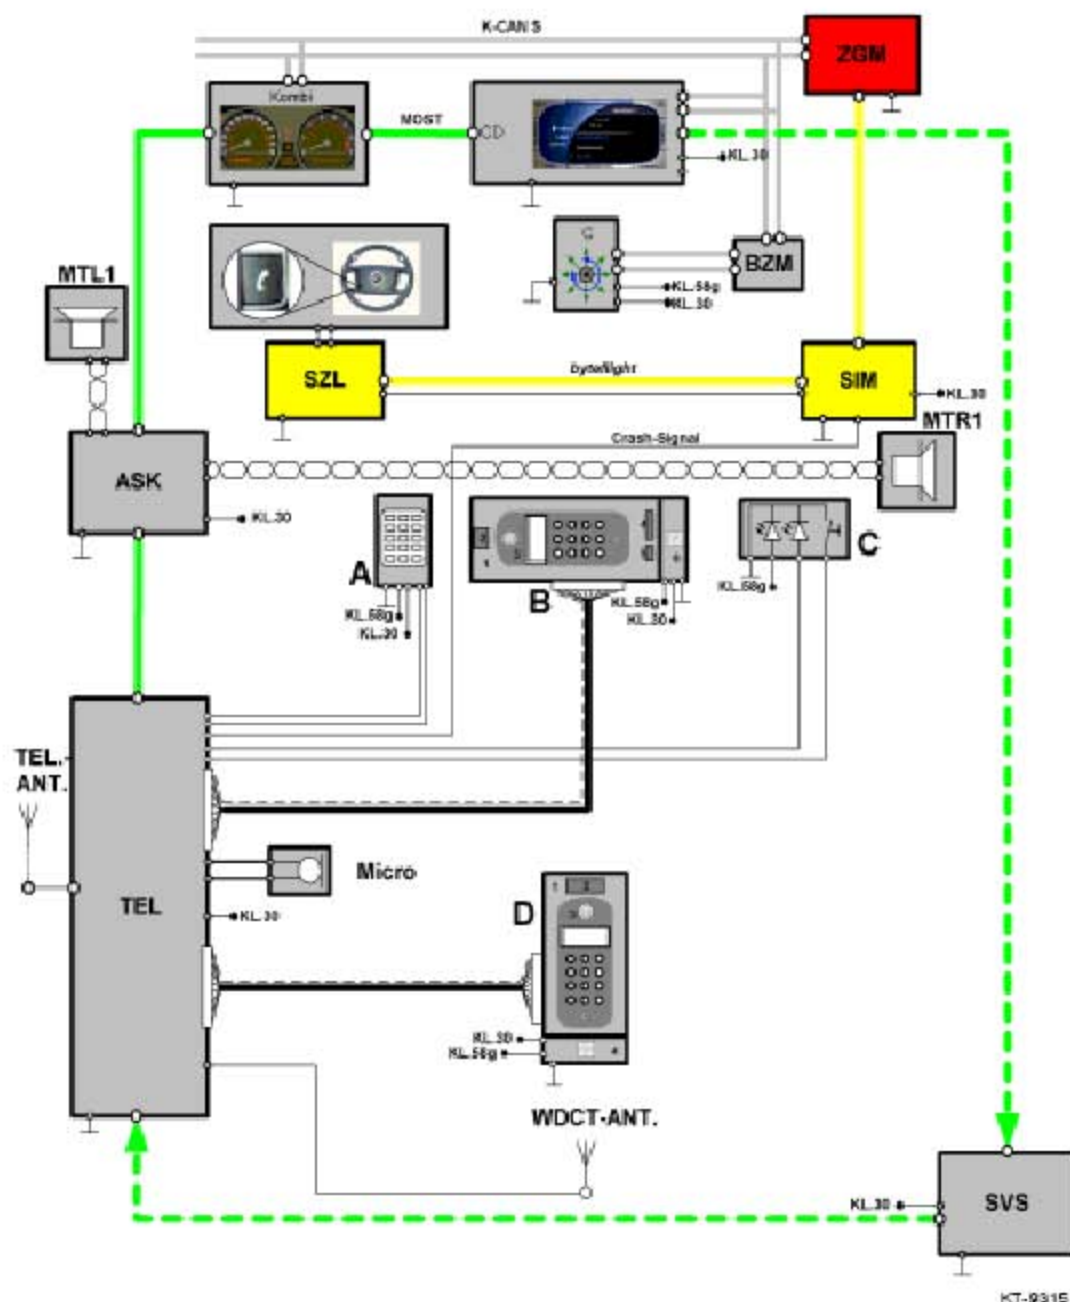 K-CAN S
ZGM
Kombi
MOST
CD
KL.30
C
BZM
KL.58g
KL.30
MTL1
SZL
byteflight
SIM
KL.30
MTR1
Crash-Signal
ASK
KL.30
A
KL.58g
KL.30
B
KL.58g
KL.30
C
KL.58g
TEL.
ANT.
Micro
TEL
KL.30
D
1
KL.30
KL.58g
4
WDCT-ANT.
KL.30
SVS
KT-9315